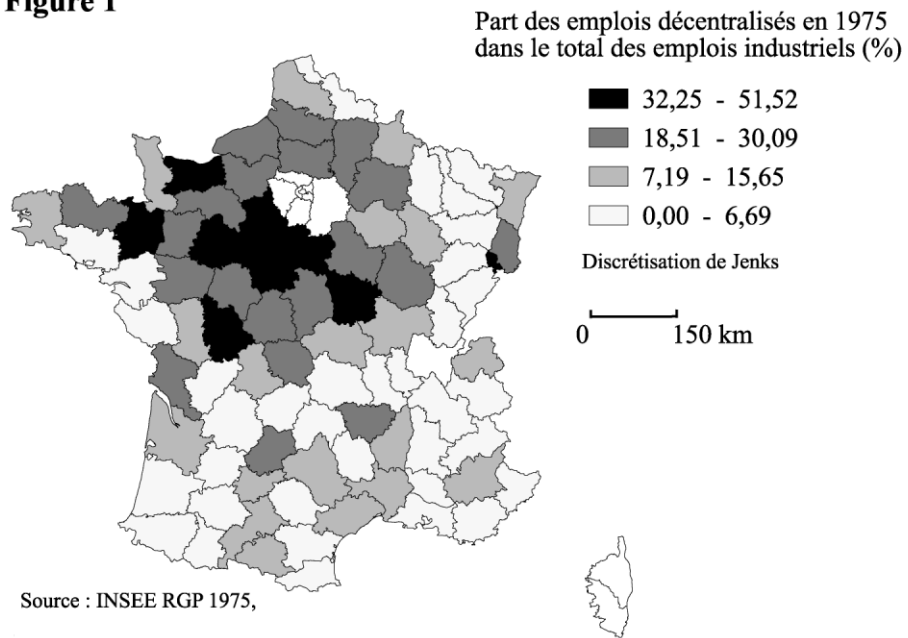 Figure 1
Part des emplois décentralisés en 1975
dans le total des emplois industriels (%)
32,25 - 51,52
18,51 - 30,09
7,19 - 15,65
0,00 - 6,69
Discrétisation de Jenks
0 150 km
Source : INSEE RGP 1975,